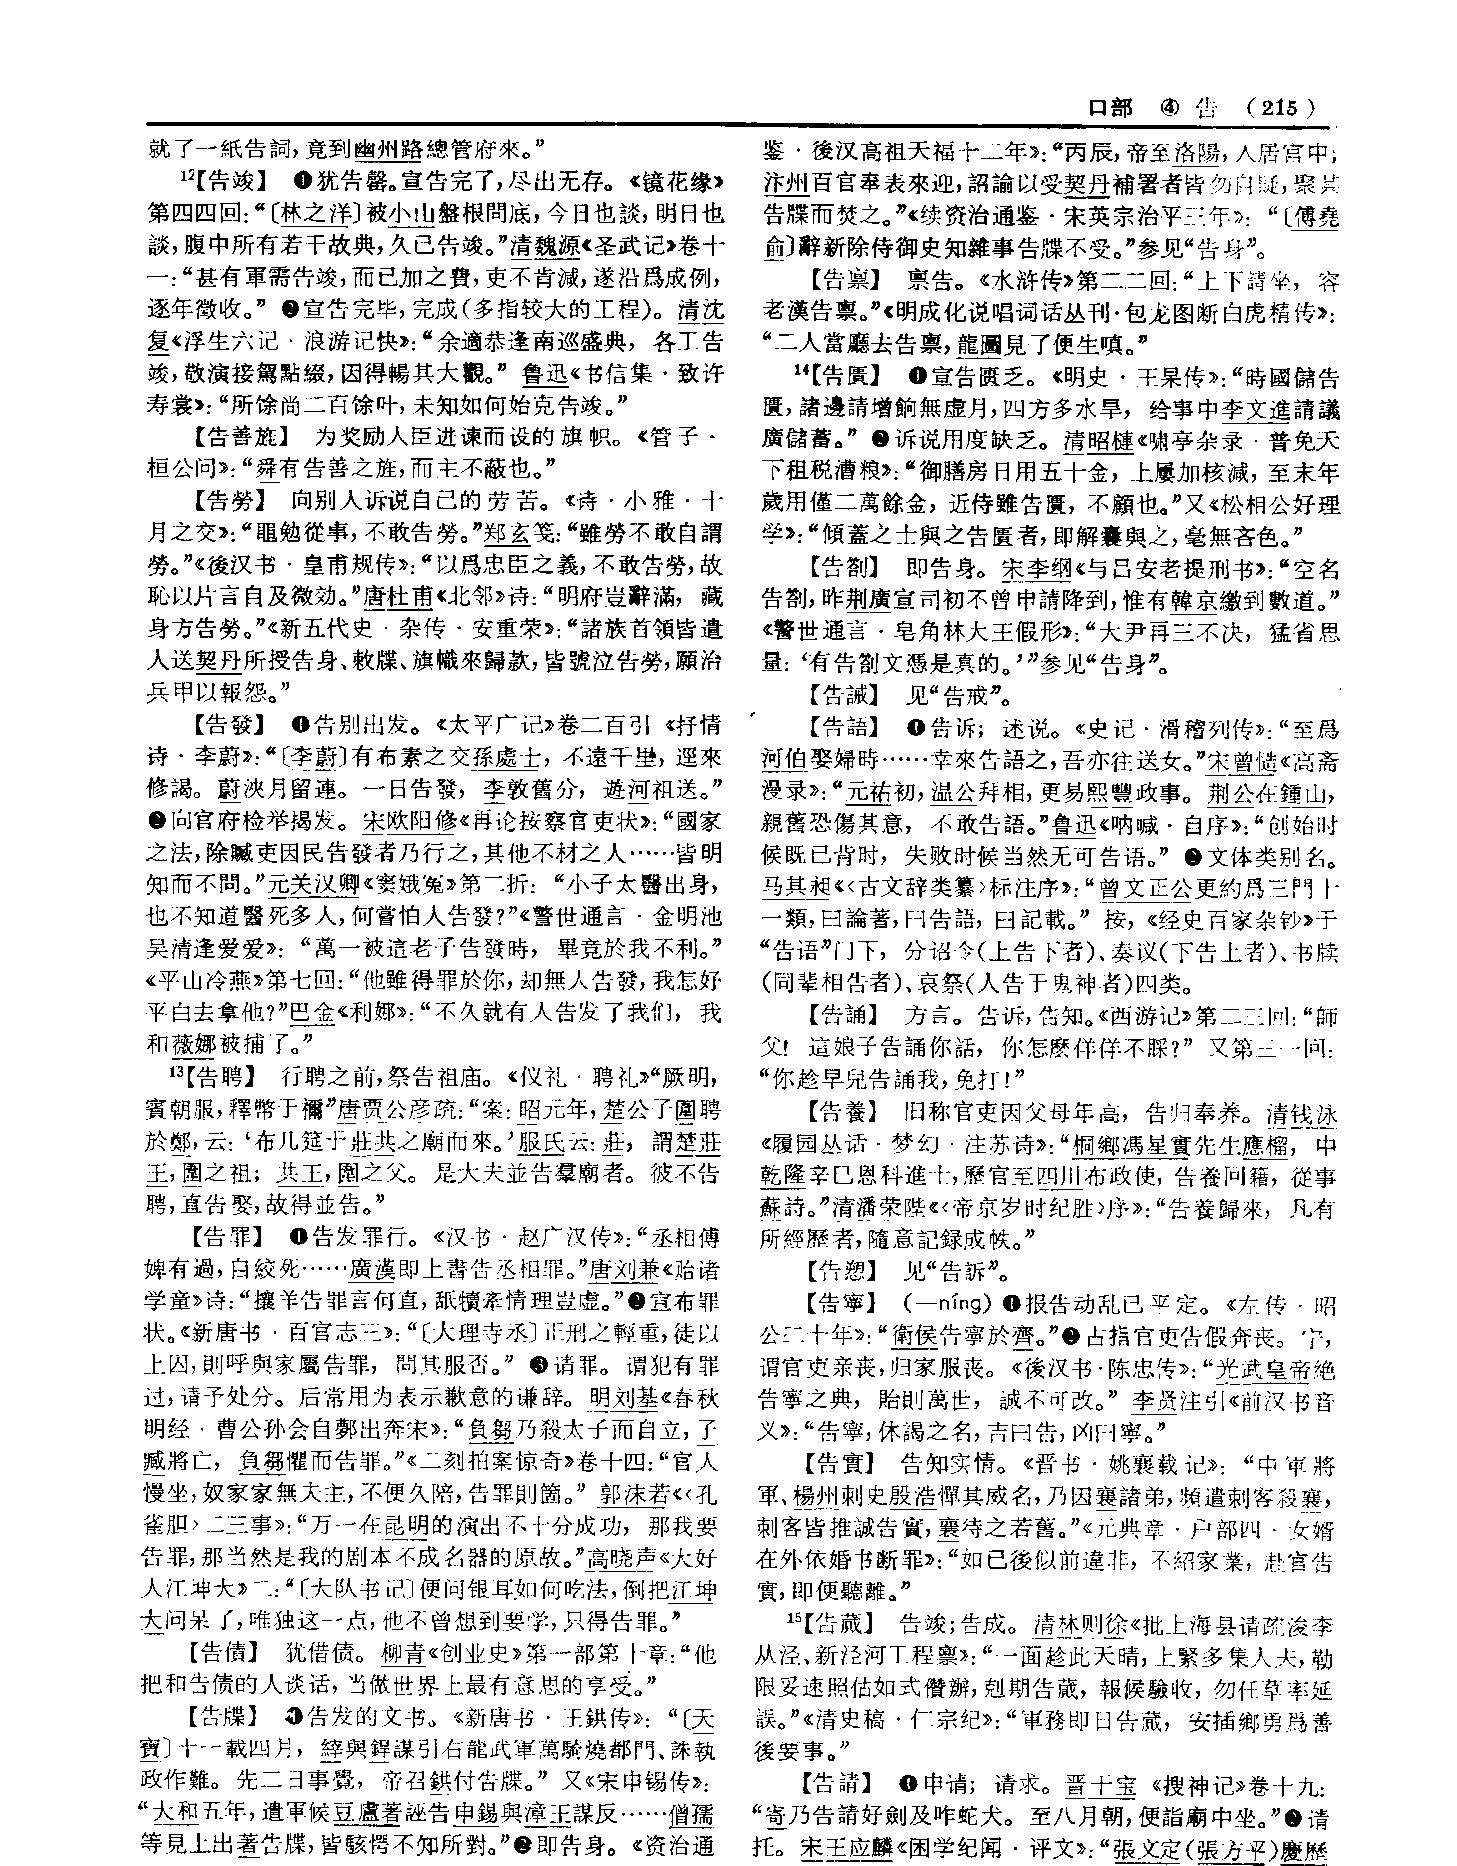 口部 ④ 告 (215)
就了一紙告詞，竟到幽州路總管府來。”
12【告竣】 ❶犹告罄。宣告完了，尽出无存。《镜花缘》
第四四回：“〔林之洋〕被小山盤根問底，今日也談，明日也
談，腹中所有若干故典，久已告竣。”清魏源《圣武记》卷十
一：“甚有軍需告竣，而已加之費，吏不肯減，遂沿爲成例，
逐年徵收。” ❷宣告完毕，完成(多指较大的工程)。清沈
复《浮生六记·浪游记快》：“余適恭逢南巡盛典，各工告
竣，敬演接駕點綴，因得暢其大觀。” 鲁迅《书信集·致许
寿裳》：“所馀尚二百馀叶，未知如何始克告竣。”
【告善旌】 为奖励人臣进谏而设的旗帜。《管子·
桓公问》：“舜有告善之旌，而主不蔽也。”
【告勞】 向别人诉说自己的劳苦。《诗·小雅·十
月之交》：“黽勉從事，不敢告勞。”郑玄笺：“雖勞不敢自謂
勞。”《後汉书·皇甫规传》：“以爲忠臣之義，不敢告勞，故
恥以片言自及微効。”唐杜甫《北邻》诗：“明府豈辭滿，藏
身方告勞。”《新五代史·杂传·安重荣》：“諸族首領皆遣
人送契丹所授告身、敕牒、旗幟來歸款，皆號泣告勞，願治
兵甲以報怨。”
【告發】 ❶告别出发。《太平广记》卷二百引《抒情
诗·李蔚》：“〔李蔚〕有布素之交孫處士，不遠千里，逕來
修謁。蔚浹月留連。一日告發，李敦舊分，遊河祖送。”
❷向官府检举揭发。宋欧阳修《再论按察官吏状》：“國家
之法，除贓吏因民告發者乃行之，其他不材之人……皆明
知而不問。”元关汉卿《窦娥冤》第二折：“小子太醫出身，
也不知道醫死多人，何嘗怕人告發？”《警世通言·金明池
吴清逢爱爱》：“萬一被這老子告發時，畢竟於我不利。”
《平山冷燕》第七回：“他雖得罪於你，却無人告發，我怎好
平白去拿他？”巴金《利娜》：“不久就有人告发了我们，我
和薇娜被捕了。”
13【告聘】 行聘之前，祭告祖庙。《仪礼·聘礼》“厥明，
賓朝服，釋幣于禰”唐贾公彦疏：“案：昭元年，楚公子圍聘
於鄭，云：‘布几筵于莊共之廟而來。’服氏云：莊，謂楚莊
王，圍之祖；共王，圍之父。是大夫並告羣廟者。彼不告
聘，直告娶，故得並告。”
【告罪】 ❶告发罪行。《汉书·赵广汉传》：“丞相傅
婢有過，自絞死……廣漢即上書告丞相罪。”唐刘兼《贻诸
学童》诗：“攘羊告罪言何直，舐犢牽情理豈虛。”❷宣布罪
状。《新唐书·百官志三》：“〔大理寺丞〕正刑之輕重，徒以
上囚，則呼與家屬告罪，問其服否。” ❸请罪。谓犯有罪
过，请予处分。后常用为表示歉意的谦辞。明刘基《春秋
明经·曹公孙会自鄸出奔宋》：“負芻乃殺太子而自立，子
臧將亡，負芻懼而告罪。”《二刻拍案惊奇》卷十四：“官人
慢坐，奴家家無夫主，不便久陪，告罪則箇。” 郭沫若《〈孔
雀胆〉二三事》：“万一在昆明的演出不十分成功，那我要
告罪，那当然是我的剧本不成名器的原故。”高晓声《大好
人江坤大》二：“〔大队书记〕便问银耳如何吃法，倒把江坤
大问呆了，唯独这一点，他不曾想到要学，只得告罪。”
【告債】 犹借债。柳青《创业史》第一部第十章：“他
把和告债的人谈话，当做世界上最有意思的享受。”
【告牒】 ❶告发的文书。《新唐书·王鉷传》：“〔天
寶〕十一載四月，縡與銲謀引右龍武軍萬騎燒都門、誅執
政作難。先二日事覺，帝召鉷付告牒。” 又《宋申锡传》：
“大和五年，遣軍候豆盧著誣告申錫與漳王謀反……僧孺
等見上出著告牒，皆駭愕不知所對。”❷即告身。《资治通
鉴·後汉高祖天福十二年》：“丙辰，帝至洛陽，入居宫中；
汴州百官奉表來迎，詔諭以受契丹補署者皆勿自疑，聚其
告牒而焚之。”《续资治通鉴·宋英宗治平三年》：“〔傅堯
俞〕辭新除侍御史知雜事告牒不受。”参见“告身”。
【告禀】 禀告。《水浒传》第二二回：“上下請坐，容
老漢告禀。”《明成化说唱词话丛刊·包龙图断白虎精传》：
“二人當廳去告禀，龍圖見了便生嗔。”
14【告匱】 ❶宣告匮乏。《明史·王杲传》：“時國儲告
匱，諸邊請增餉無虛月，四方多水旱，给事中李文進請議
廣儲蓄。” ❷诉说用度缺乏。清昭槤《啸亭杂录·普免天
下租税漕粮》：“御膳房日用五十金，上屢加核減，至末年
歲用僅二萬餘金，近侍雖告匱，不顧也。”又《松相公好理
学》：“傾蓋之士與之告匱者，即解囊與之，毫無吝色。”
【告劄】 即告身。宋李纲《与吕安老提刑书》：“空名
告劄，昨荆廣宣司初不曾申請降到，惟有韓京繳到數道。”
《警世通言·皂角林大王假形》：“大尹再三不决，猛省思
量：‘有告劄文憑是真的。’”参见“告身”。
【告誡】 见“告戒”。
【告語】 ❶告诉；述说。《史记·滑稽列传》：“至爲
河伯娶婦時……幸來告語之，吾亦往送女。”宋曾慥《高斋
漫录》：“元祐初，温公拜相，更易熙豐政事。荆公在鍾山，
親舊恐傷其意，不敢告語。”鲁迅《呐喊·自序》：“创始时
候既已背时，失败时候当然无可告语。” ❷文体类别名。
马其昶《〈古文辞类纂〉标注序》：“曾文正公更約爲三門十
一類，曰論著，曰告語，曰記載。” 按，《经史百家杂钞》于
“告语”门下，分诏令(上告下者)、奏议(下告上者)、书牍
(同辈相告者)、哀祭(人告于鬼神者)四类。
【告誦】 方言。告诉，告知。《西游记》第二三回：“師
父！這娘子告誦你話，你怎麽佯佯不睬？” 又第三一回：
“你趁早兒告誦我，免打！”
【告養】 旧称官吏因父母年高，告归奉养。清钱泳
《履园丛话·梦幻·注苏诗》：“桐鄉馮星實先生應榴，中
乾隆辛巳恩科進士，歷官至四川布政使，告養回籍，從事
蘇詩。”清潘荣陛《〈帝京岁时纪胜〉序》：“告養歸來，凡有
所經歷者，隨意記録成帙。”
【告愬】 见“告訴”。
【告寧】 (—níng) ❶报告动乱已平定。《左传·昭
公二十年》：“衛侯告寧於齊。”❷古指官吏告假奔丧。宁，
谓官吏亲丧，归家服丧。《後汉书·陈忠传》：“光武皇帝絶
告寧之典，貽則萬世，誠不可改。” 李贤注引《前汉书音
义》：“告寧，休謁之名，吉曰告，凶曰寧。”
【告實】 告知实情。《晋书·姚襄载记》：“中軍將
軍、楊州刺史殷浩憚其威名，乃因襄諸弟，頻遣刺客殺襄，
刺客皆推誠告實，襄待之若舊。”《元典章·户部四·女婿
在外依婚书断罪》：“如已後似前違非，不紹家業，赴官告
實，即便聽離。”
15【告蕆】 告竣；告成。清林则徐《批上海县请疏浚李
从泾、新泾河工程禀》：“一面趁此天晴，上緊多集人夫，勒
限妥速照估如式儹辦，剋期告蕆，報候驗收，勿任草率延
誤。”《清史稿·仁宗纪》：“軍務即日告蕆，安插鄉勇爲善
後要事。”
【告請】 ❶申请；请求。晋干宝《搜神记》卷十九：
“寄乃告請好劍及咋蛇犬。至八月朝，便詣廟中坐。”❷请
托。宋王应麟《困学纪闻·评文》：“張文定(張方平)慶歷